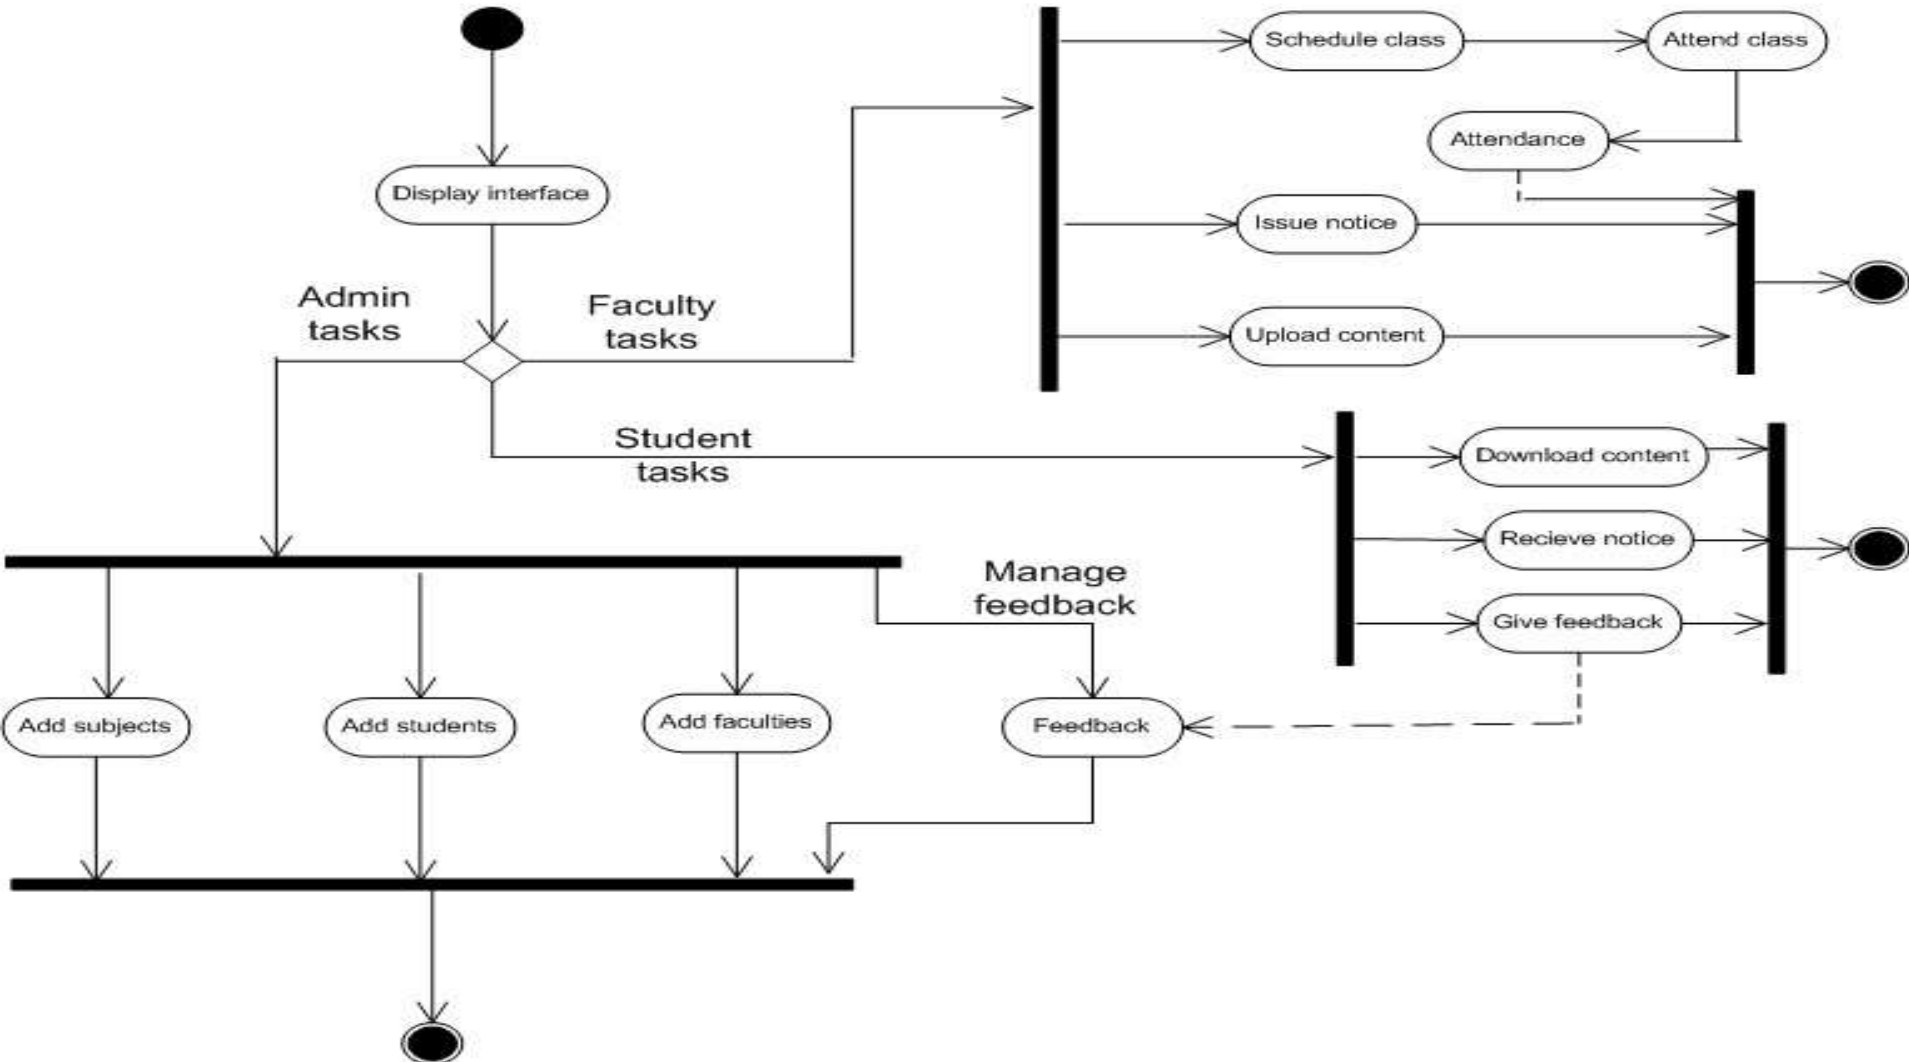 Schedule class
Attend class
Attendance
Display interface
Issue notice
Admin
tasks
Faculty
tasks
Upload content
Student
tasks
Download content
Recieve notice
Manage
feedback
Give feedback
Add subjects
Add students
Add faculties
Feedback